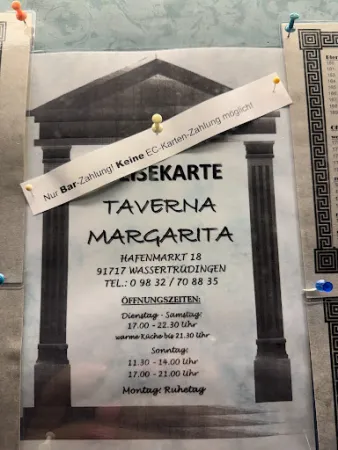 Nur Bar-Zahlung! Keine EC-Karten-Zahlung möglich!
ISEKARTE
TAVERNA
MARGARITA
HAFENMARKT 18
91717 WASSERTRÜDINGEN
TEL.: 0 98 32 / 70 88 35
ÖFFNUNGSZEITEN:
Dienstag - Samstag:
17.00 - 22.30 Uhr
warme Küche bis 21.30 Uhr
Sonntag:
11.30 - 14.00 Uhr
17.00 - 21.00 Uhr
Montag: Ruhetag